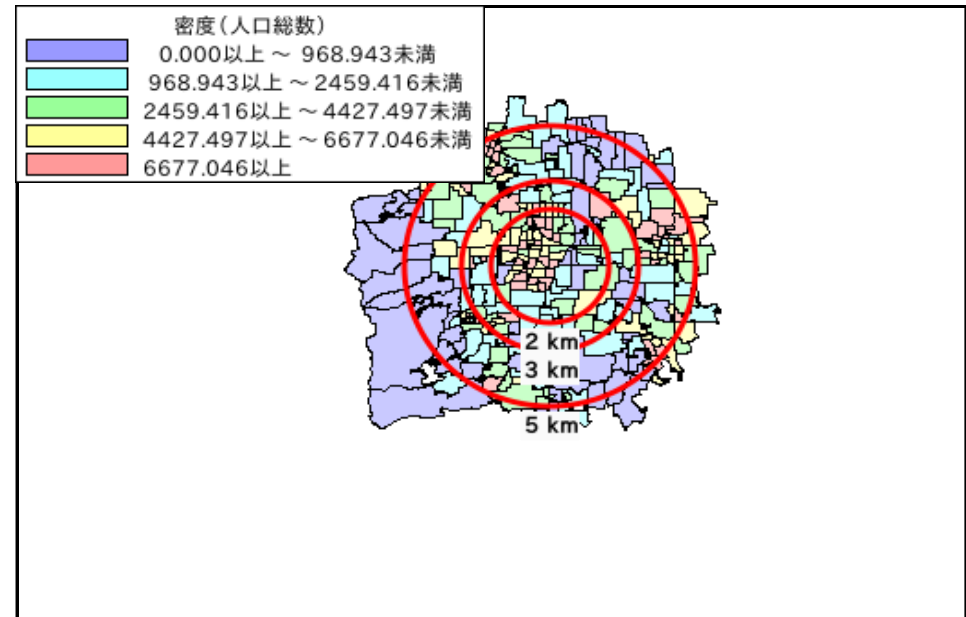 密度(人口総数)
0.000以上 ~ 968.943未満
968.943以上 ~ 2459.416未満
2459.416以上 ~ 4427.497未満
4427.497以上 ~ 6677.046未満
6677.046以上
2 km
3 km
5 km